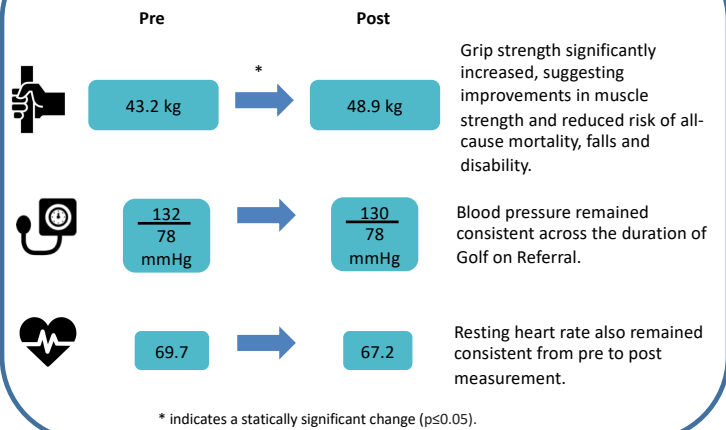 Pre Post
Grip strength significantly
increased, suggesting
improvements in muscle
strength and reduced risk of all-
cause mortality, falls and
disability.
*
43.2 kg 48.9 kg
132
78
mmHg
130
78
mmHg
Blood pressure remained
consistent across the duration of
Golf on Referral.
69.7 67.2
Resting heart rate also remained
consistent from pre to post
measurement.
* indicates a statically significant change (p≤0.05).